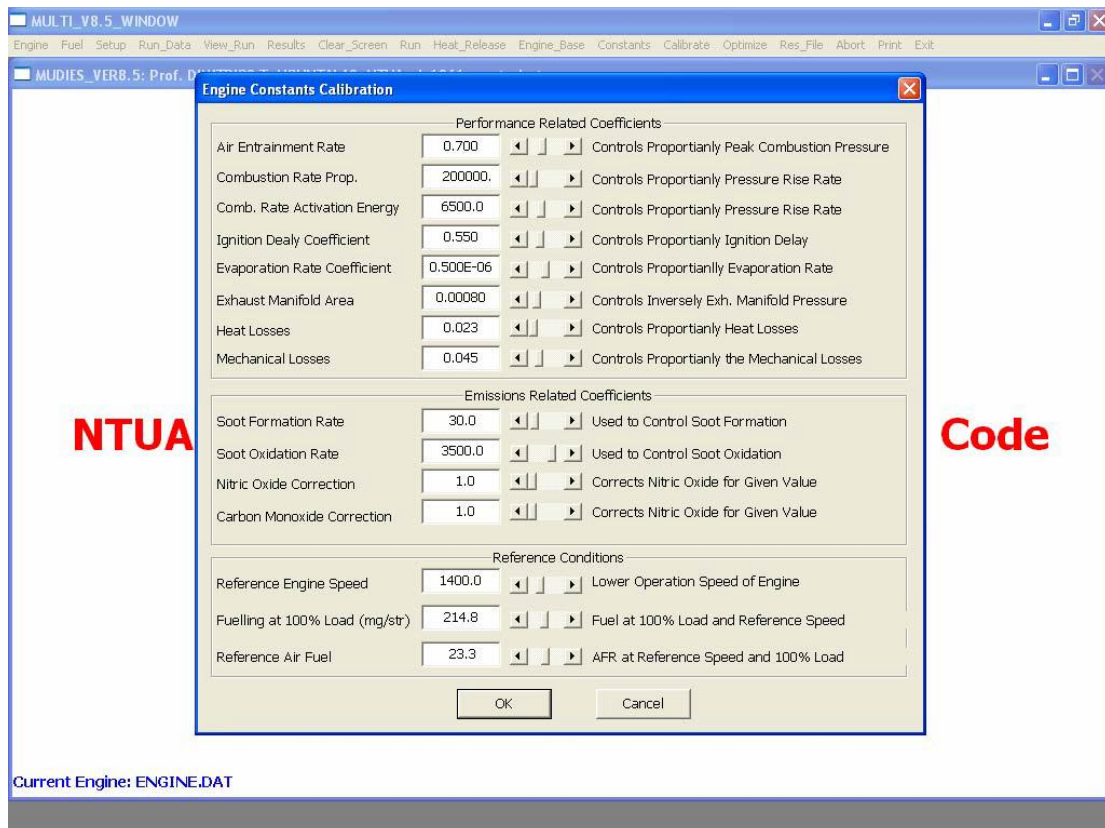 MULTI_V8.5_WINDOW
Engine Fuel Setup Run_Data View_Run Results Clear_Screen Run Heat_Release Engine_Base Constants Calibrate Optimize Res_File Abort Print Exit
MUDIES_VER8.5: Prof.
Engine Constants Calibration
Performance Related Coefficients
Air Entrainment Rate 0.700 Controls Proportianly Peak Combustion Pressure
Combustion Rate Prop. 200000. Controls Proportianly Pressure Rise Rate
Comb. Rate Activation Energy 6500.0 Controls Proportianly Pressure Rise Rate
Ignition Dealy Coefficient 0.550 Controls Proportianly Ignition Delay
Evaporation Rate Coefficient 0.500E-06 Controls Proportianlly Evaporation Rate
Exhaust Manifold Area 0.00080 Controls Inversely Exh. Manifold Pressure
Heat Losses 0.023 Controls Proportianly Heat Losses
Mechanical Losses 0.045 Controls Proportianly the Mechanical Losses
Emissions Related Coefficients
Soot Formation Rate 30.0 Used to Control Soot Formation
NTUA Code
Soot Oxidation Rate 3500.0 Used to Control Soot Oxidation
Nitric Oxide Correction 1.0 Corrects Nitric Oxide for Given Value
Carbon Monoxide Correction 1.0 Corrects Nitric Oxide for Given Value
Reference Conditions
Reference Engine Speed 1400.0 Lower Operation Speed of Engine
Fuelling at 100% Load (mg/str) 214.8 Fuel at 100% Load and Reference Speed
Reference Air Fuel 23.3 AFR at Reference Speed and 100% Load
OK Cancel
Current Engine: ENGINE.DAT